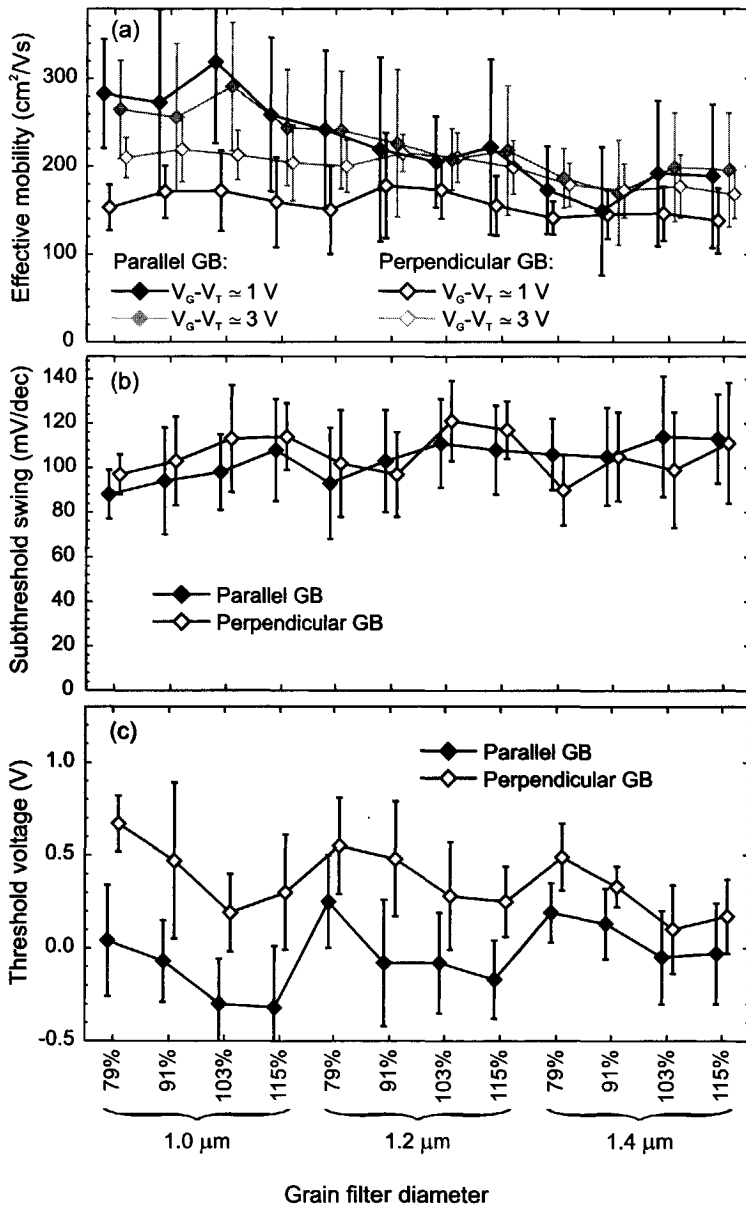 (a)
Effective mobility (cm²/Vs)
300
200
100
0
Parallel GB:
V_G-V_T ≃ 1 V
V_G-V_T ≃ 3 V
Perpendicular GB:
V_G-V_T ≃ 1 V
V_G-V_T ≃ 3 V
(b)
Subthreshold swing (mV/dec)
140
120
100
80
60
40
20
0
Parallel GB
Perpendicular GB
(c)
Threshold voltage (V)
1.0
0.5
0.0
-0.5
Parallel GB
Perpendicular GB
79% 91% 103% 115% 79% 91% 103% 115% 79% 91% 103% 115%
1.0 μm 1.2 μm 1.4 μm
Grain filter diameter